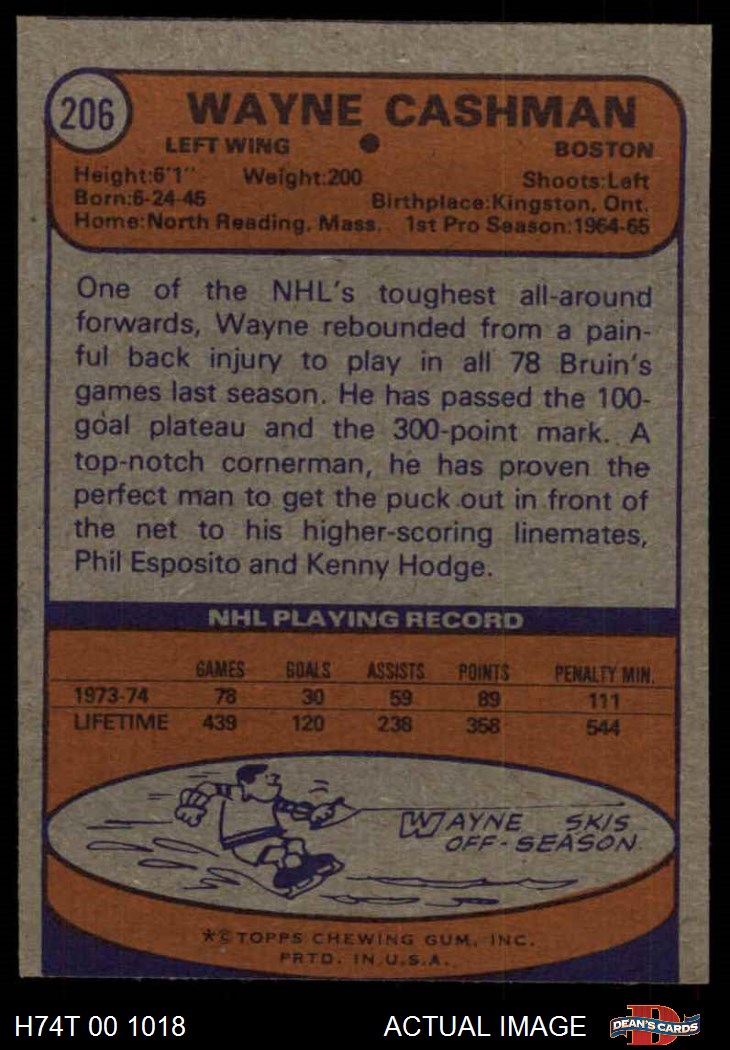 206
WAYNE CASHMAN
LEFT WING ● BOSTON
Height:6'1" Weight:200 Shoots:Left
Born:6-24-45 Birthplace:Kingston, Ont.
Home:North Reading, Mass. 1st Pro Season:1964-65
One of the NHL's toughest all-around
forwards, Wayne rebounded from a pain-
ful back injury to play in all 78 Bruin's
games last season. He has passed the 100-
goal plateau and the 300-point mark. A
top-notch cornerman, he has proven the
perfect man to get the puck out in front of
the net to his higher-scoring linemates,
Phil Esposito and Kenny Hodge.
NHL PLAYING RECORD
GAMES GOALS ASSISTS POINTS PENALTY MIN.
1973-74 78 30 59 89 111
LIFETIME 439 120 238 358 544
WAYNE SKIS
OFF-SEASON
*© TOPPS CHEWING GUM, INC.
PRTD. IN U.S.A.
H74T 00 1018 ACTUAL IMAGE DEAN'S CARDS